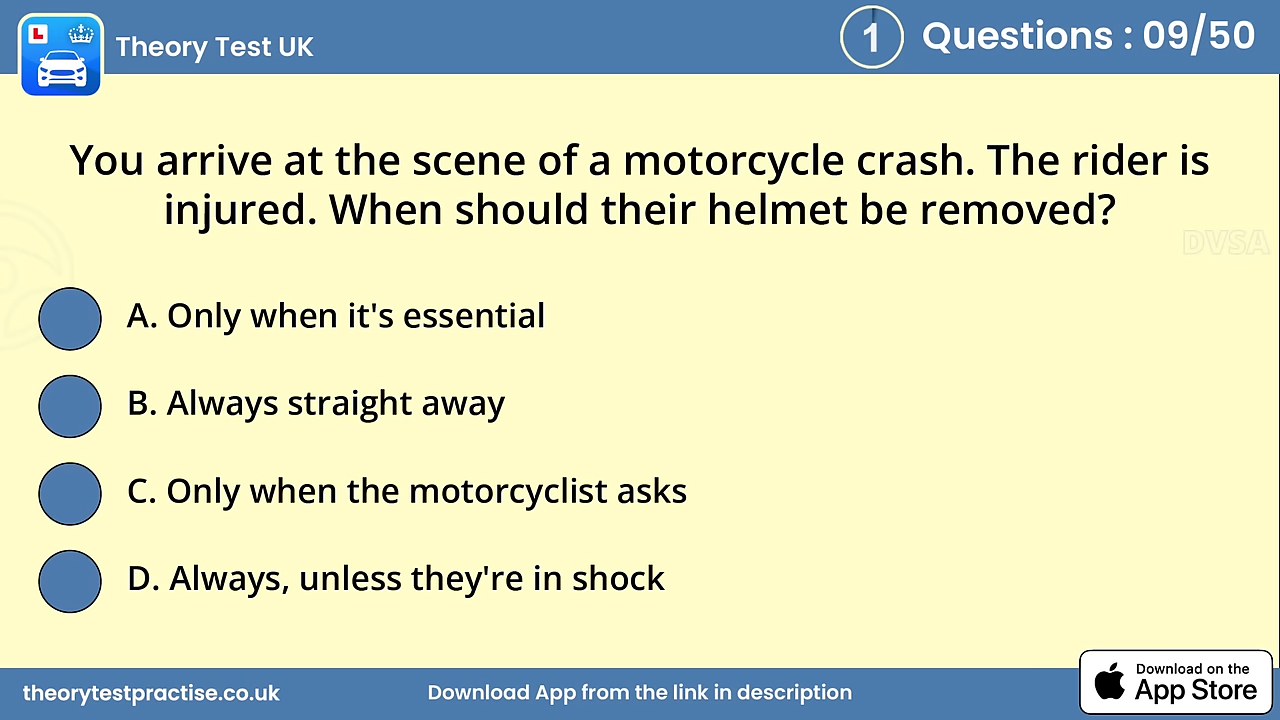 L
Theory Test UK
1
Questions : 09/50
You arrive at the scene of a motorcycle crash. The rider is
injured. When should their helmet be removed?
DVSA
A. Only when it's essential
B. Always straight away
C. Only when the motorcyclist asks
D. Always, unless they're in shock
theorytestpractise.co.uk
Download App from the link in description
Download on the
App Store